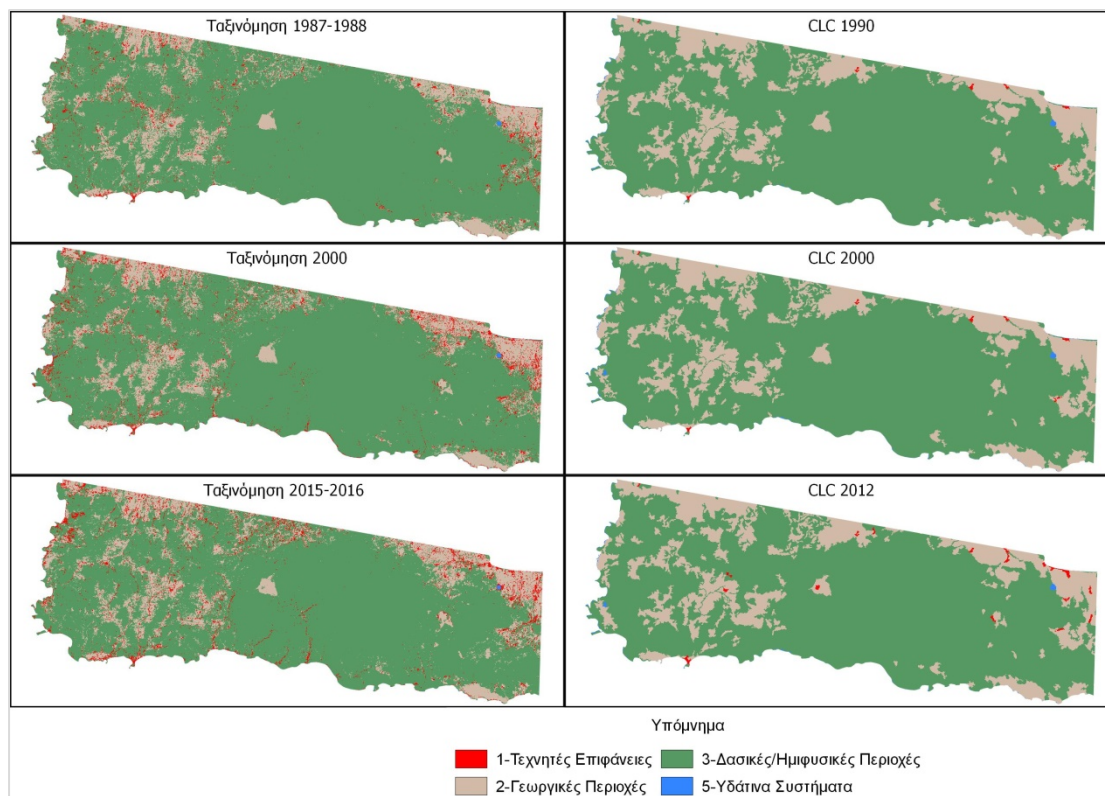 Ταξινόμηση 1987-1988
CLC 1990
Ταξινόμηση 2000
CLC 2000
Ταξινόμηση 2015-2016
CLC 2012
Υπόμνημα
1-Τεχνητές Επιφάνειες
3-Δασικές/Ημιφυσικές Περιοχές
2-Γεωργικές Περιοχές
5-Υδάτινα Συστήματα